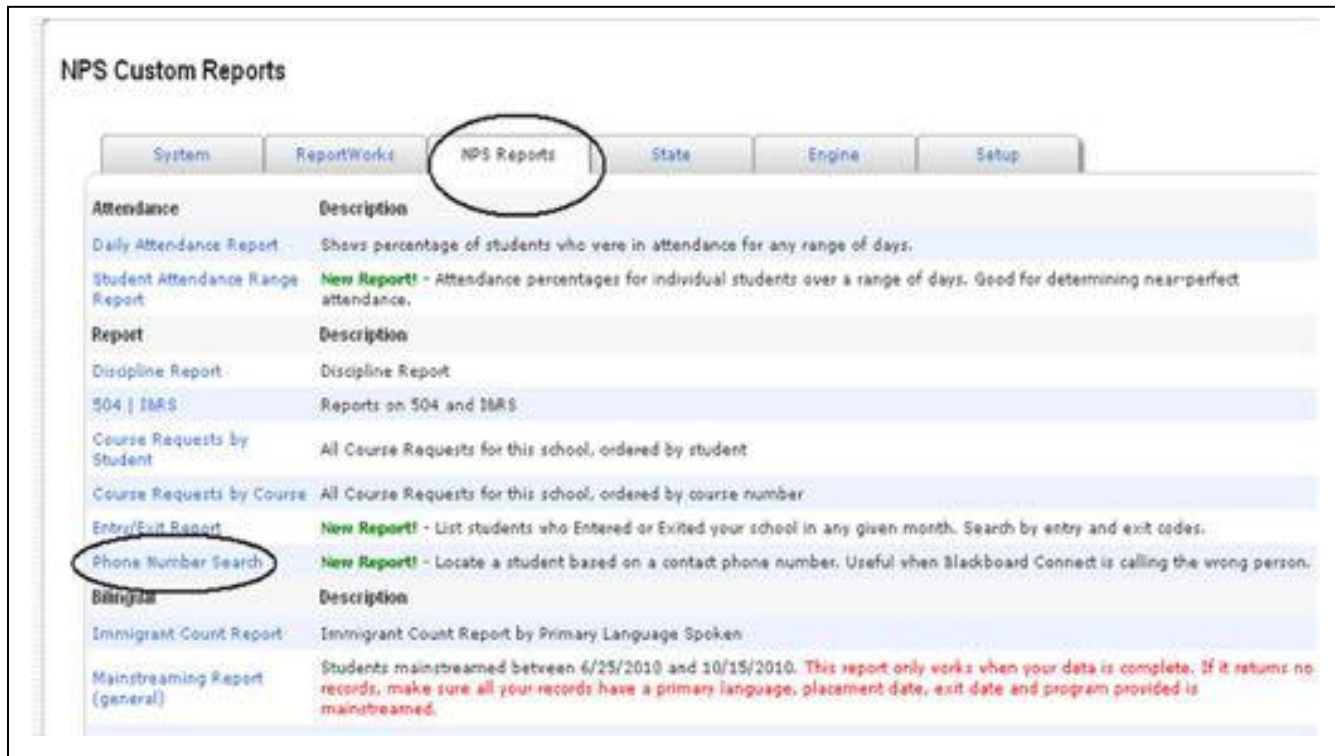 NPS Custom Reports
System ReportWorks NPS Reports State Engine Setup
Attendance Description
Daily Attendance Report Shows percentage of students who were in attendance for any range of days.
Student Attendance Range New Report! - Attendance percentages for individual students over a range of days. Good for determining near-perfect
Report attendance.
Report Description
Discipline Report Discipline Report
504 | IMRS Reports on 504 and IMRS
Course Requests by
Student All Course Requests for this school, ordered by student
Course Requests by Course All Course Requests for this school, ordered by course number
Entry/Exit Report New Report! - List students who Entered or Exited your school in any given month. Search by entry and exit codes.
Phone Number Search New Report! - Locate a student based on a contact phone number. Useful when Blackboard Connect is calling the wrong person.
Bilingual Description
Immigrant Count Report Immigrant Count Report by Primary Language Spoken
Mainstreaming Report Students mainstreamed between 6/25/2010 and 10/15/2010. This report only works when your data is complete. If it returns no
(general) records, make sure all your records have a primary language, placement date, exit date and program provided is
mainstreamed.